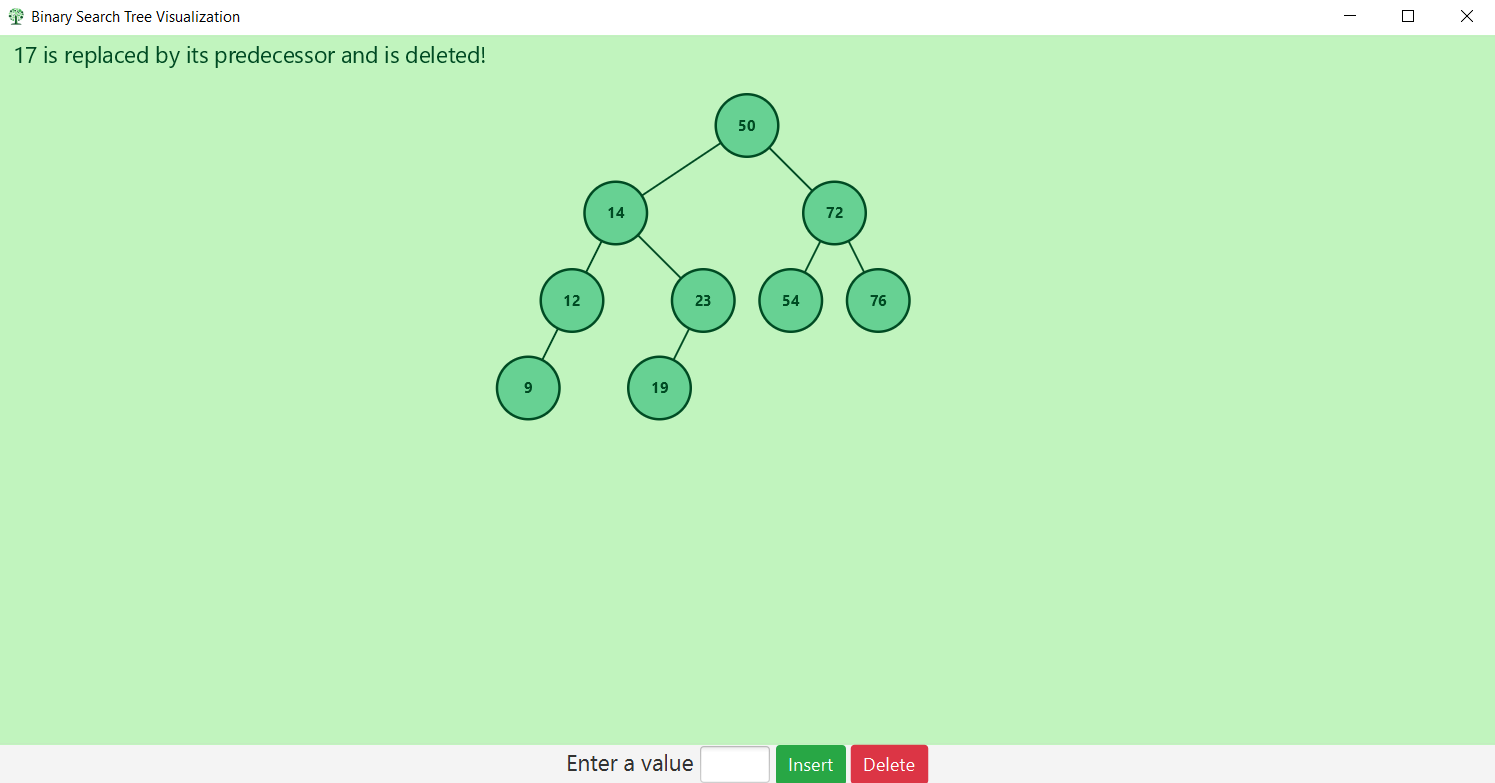 Binary Search Tree Visualization
17 is replaced by its predecessor and is deleted!
50
14 72
12 23 54 76
9 19
Enter a value Insert Delete